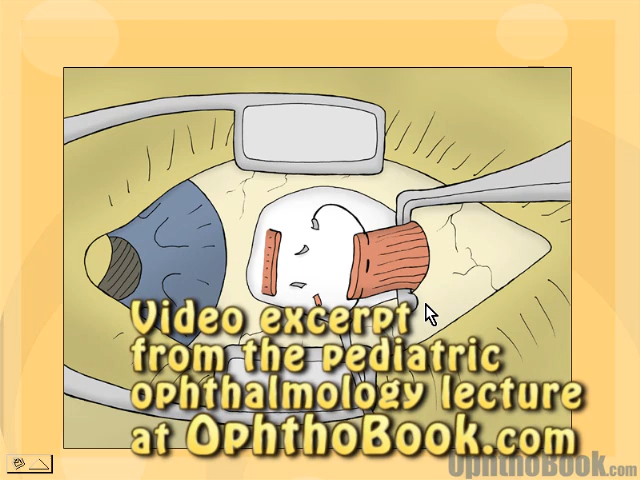 Video excerpt
from the pediatric
ophthalmology lecture
at OphthoBook.com
OphthoBook.com